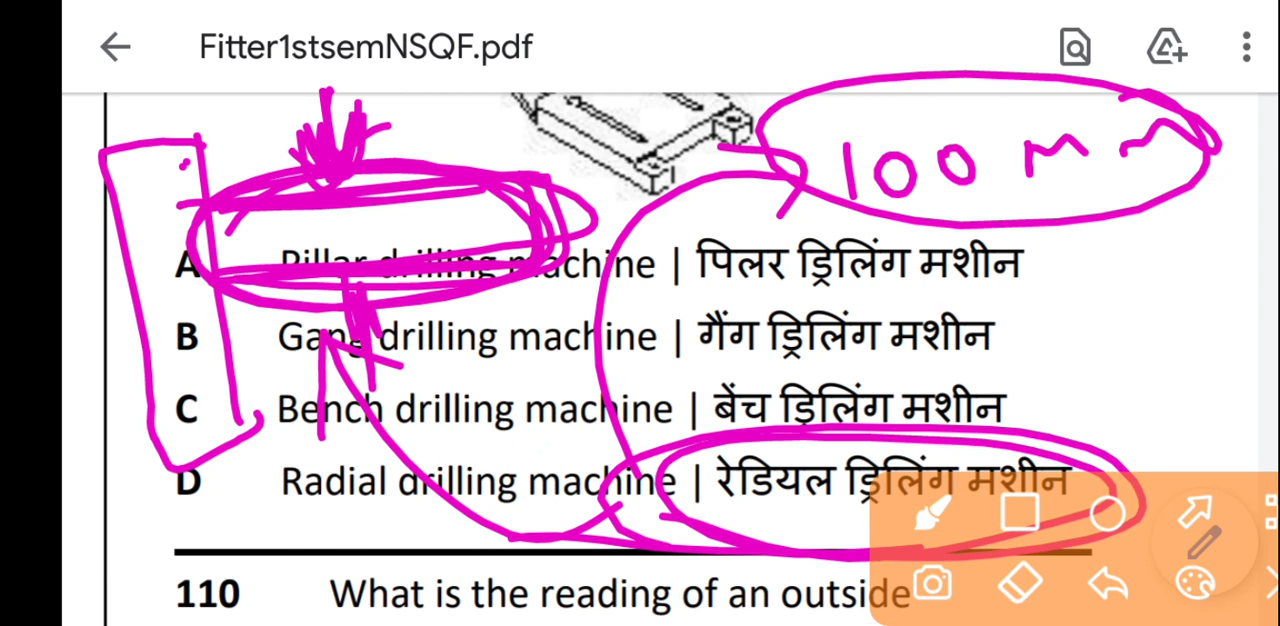 Fitter1stsemNSQF.pdf
100 mm
A Pillar drilling machine | पिलर ड्रिलिंग मशीन
B Gang drilling machine | गैंग ड्रिलिंग मशीन
C Bench drilling machine | बेंच ड्रिलिंग मशीन
D Radial drilling machine | रेडियल ड्रिलिंग मशीन
110 What is the reading of an outside